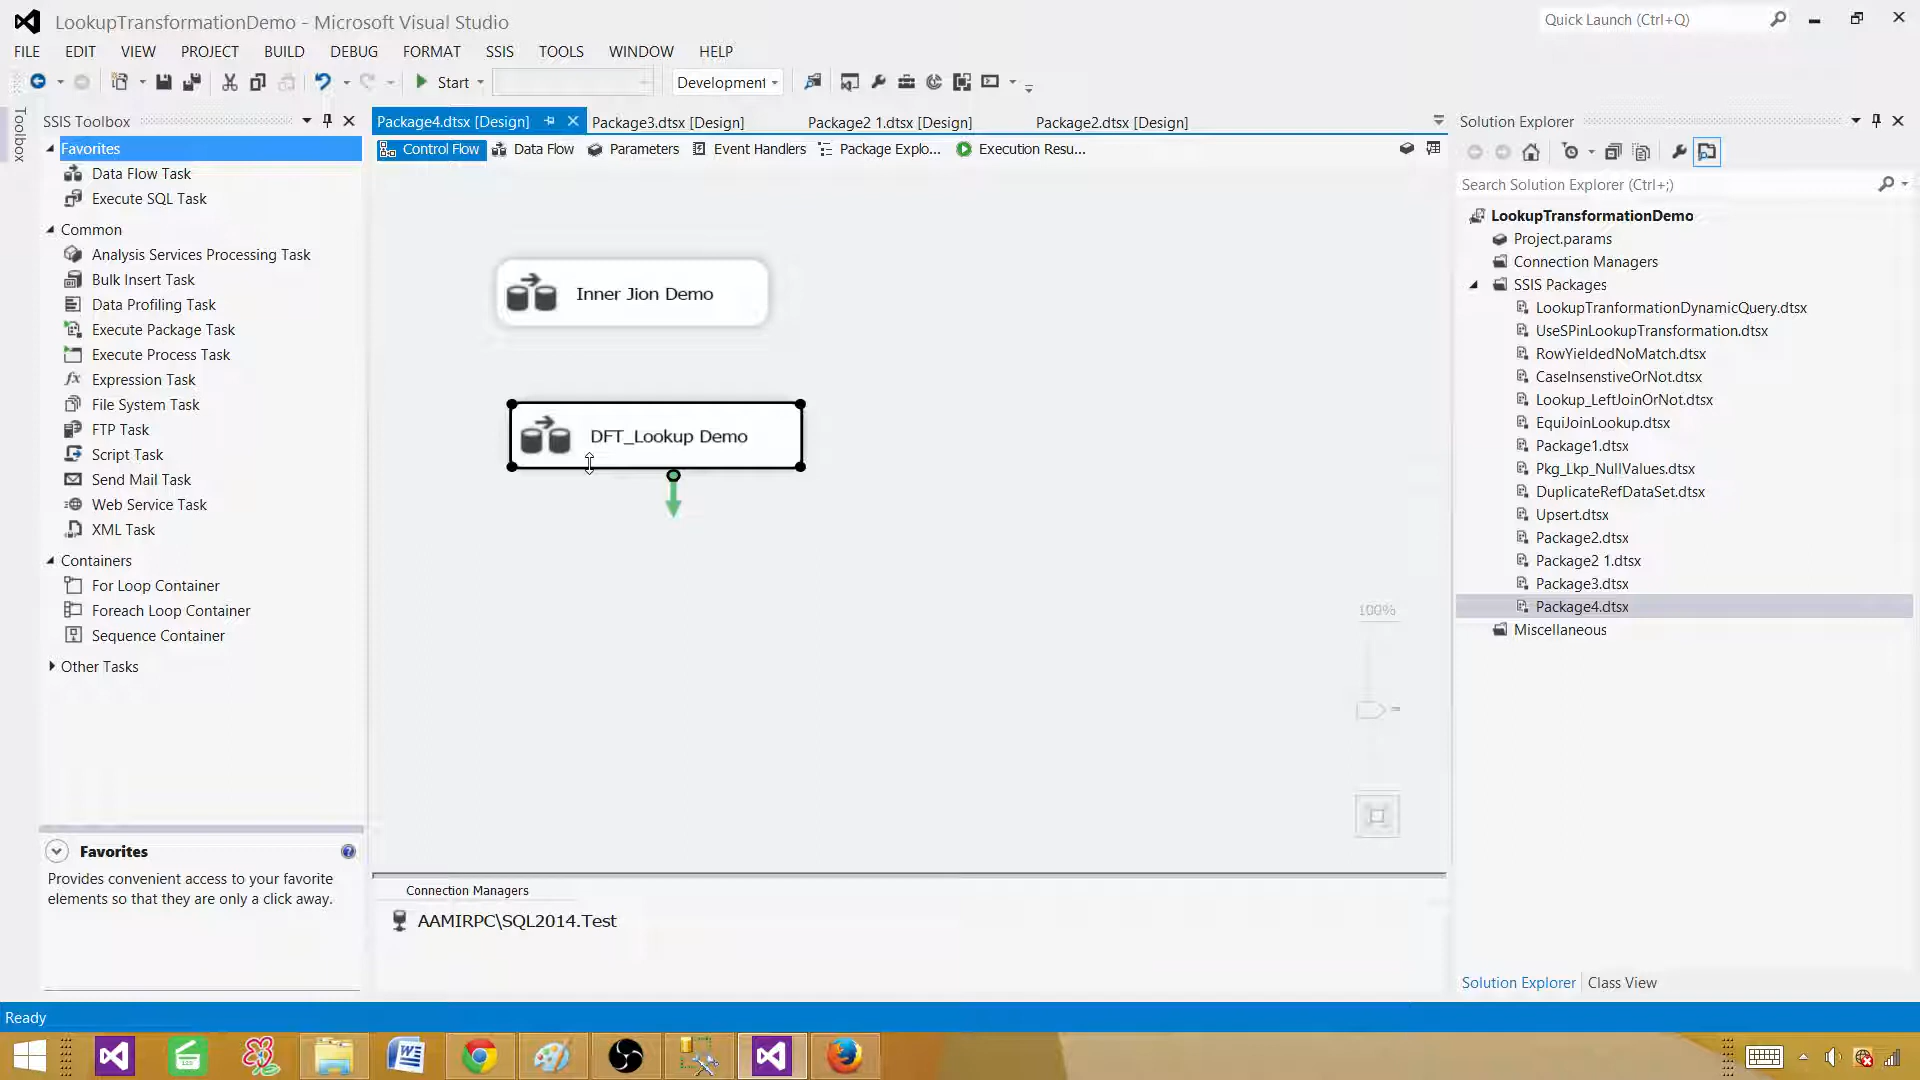 LookupTransformationDemo - Microsoft Visual Studio
Quick Launch (Ctrl+Q)
FILE EDIT VIEW PROJECT BUILD DEBUG FORMAT SSIS TOOLS WINDOW HELP
Start
Development
Toolbox
SSIS Toolbox
Favorites
Data Flow Task
Execute SQL Task
Common
Analysis Services Processing Task
Bulk Insert Task
Data Profiling Task
Execute Package Task
Execute Process Task
Expression Task
File System Task
FTP Task
Script Task
Send Mail Task
Web Service Task
XML Task
Containers
For Loop Container
Foreach Loop Container
Sequence Container
Other Tasks
Favorites
Provides convenient access to your favorite
elements so that they are only a click away.
Package4.dtsx [Design] Package3.dtsx [Design] Package2 1.dtsx [Design] Package2.dtsx [Design]
Control Flow Data Flow Parameters Event Handlers Package Explo... Execution Resu...
Inner Jion Demo
DFT_Lookup Demo
100%
Connection Managers
AAMIRPC\SQL2014.Test
Solution Explorer
Search Solution Explorer (Ctrl+;)
LookupTransformationDemo
Project.params
Connection Managers
SSIS Packages
LookupTranformationDynamicQuery.dtsx
UseSPinLookupTransformation.dtsx
RowYieldedNoMatch.dtsx
CaseInsenstiveOrNot.dtsx
Lookup_LeftJoinOrNot.dtsx
EquiJoinLookup.dtsx
Package1.dtsx
Pkg_Lkp_NullValues.dtsx
DuplicateRefDataSet.dtsx
Upsert.dtsx
Package2.dtsx
Package2 1.dtsx
Package3.dtsx
Package4.dtsx
Miscellaneous
Solution Explorer Class View
Ready